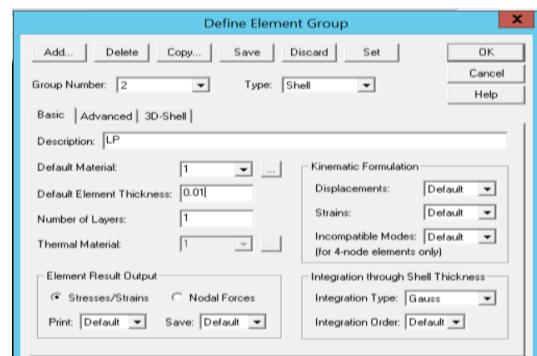 Define Element Group
X
Add... Delete Copy... Save Discard Set OK
Cancel
Group Number: 2 Type: Shell
Help
Basic Advanced 3D-Shell
Description: LP
Default Material: 1 ...
Default Element Thickness: 0.01
Number of Layers: 1
Thermal Material: 1 ...
Kinematic Formulation
Displacements: Default
Strains: Default
Incompatible Modes: Default
(for 4-node elements only)
Element Result Output
Stresses/Strains Nodal Forces
Print: Default Save: Default
Integration through Shell Thickness
Integration Type: Gauss
Integration Order: Default